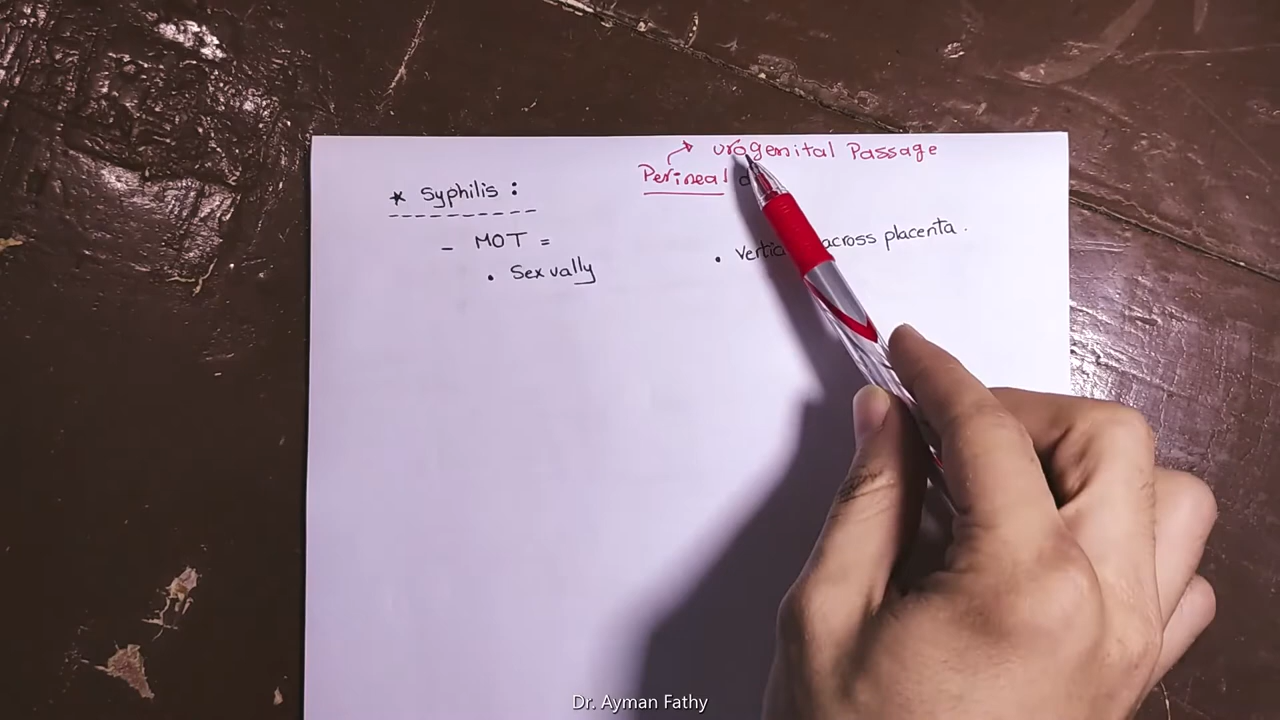 urogenital Passage
Perineal
* Syphilis :
- MOT =
• Sexually
• across placenta .
Dr. Ayman Fathy